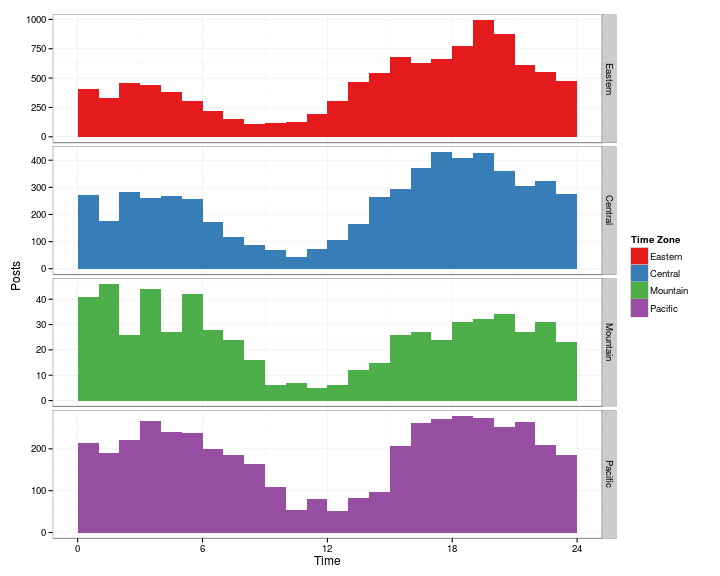 1000
750
500
250
0
Eastern
400
300
200
100
0
Central
40
30
20
10
0
Mountain
200
100
0
Pacific
0 6 12 18 24
Time
Posts
Time Zone
Eastern
Central
Mountain
Pacific